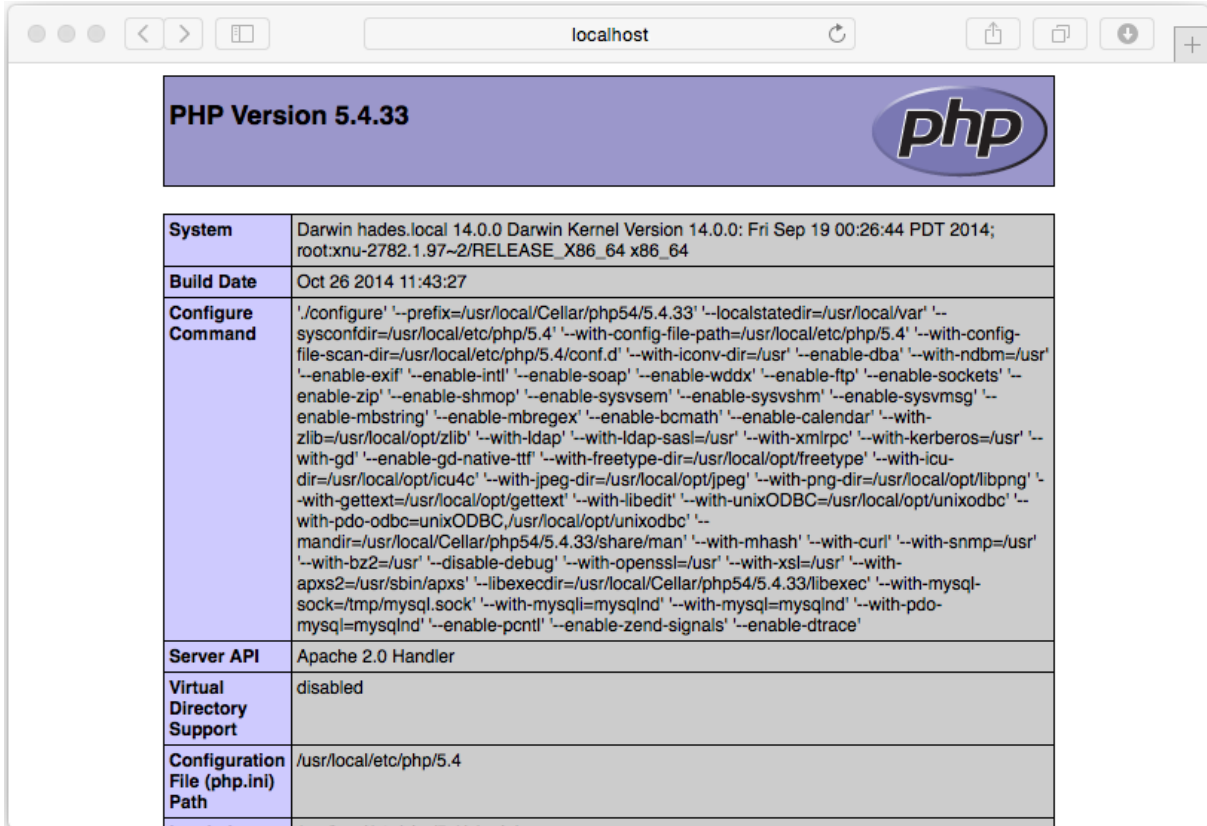 localhost
PHP Version 5.4.33
php
System
Darwin hades.local 14.0.0 Darwin Kernel Version 14.0.0: Fri Sep 19 00:26:44 PDT 2014;
root:xnu-2782.1.97~2/RELEASE_X86_64 x86_64
Build Date
Oct 26 2014 11:43:27
Configure
Command
'./configure' '--prefix=/usr/local/Cellar/php54/5.4.33' '--localstatedir=/usr/local/var' '--
sysconfdir=/usr/local/etc/php/5.4' '--with-config-file-path=/usr/local/etc/php/5.4' '--with-config-
file-scan-dir=/usr/local/etc/php/5.4/conf.d' '--with-iconv-dir=/usr' '--enable-dba' '--with-ndbm=/usr'
'--enable-exif' '--enable-intl' '--enable-soap' '--enable-wddx' '--enable-ftp' '--enable-sockets' '--
enable-zip' '--enable-shmop' '--enable-sysvsem' '--enable-sysvshm' '--enable-sysvmsg' '--
enable-mbstring' '--enable-mbregex' '--enable-bcmath' '--enable-calendar' '--with-
zlib=/usr/local/opt/zlib' '--with-ldap' '--with-ldap-sasl=/usr' '--with-xmlrpc' '--with-kerberos=/usr' '--
with-gd' '--enable-gd-native-ttf' '--with-freetype-dir=/usr/local/opt/freetype' '--with-icu-
dir=/usr/local/opt/icu4c' '--with-jpeg-dir=/usr/local/opt/jpeg' '--with-png-dir=/usr/local/opt/libpng' '-
-with-gettext=/usr/local/opt/gettext' '--with-libedit' '--with-unixODBC=/usr/local/opt/unixodbc' '--
with-pdo-odbc=unixODBC,/usr/local/opt/unixodbc' '--
mandir=/usr/local/Cellar/php54/5.4.33/share/man' '--with-mhash' '--with-curl' '--with-snmp=/usr'
'--with-bz2=/usr' '--disable-debug' '--with-openssl=/usr' '--with-xsl=/usr' '--with-
apxs2=/usr/sbin/apxs' '--libexecdir=/usr/local/Cellar/php54/5.4.33/libexec' '--with-mysql-
sock=/tmp/mysql.sock' '--with-mysqli=mysqlnd' '--with-mysql=mysqlnd' '--with-pdo-
mysql=mysqlnd' '--enable-pcntl' '--enable-zend-signals' '--enable-dtrace'
Server API
Apache 2.0 Handler
Virtual
Directory
Support
disabled
Configuration
File (php.ini)
Path
/usr/local/etc/php/5.4